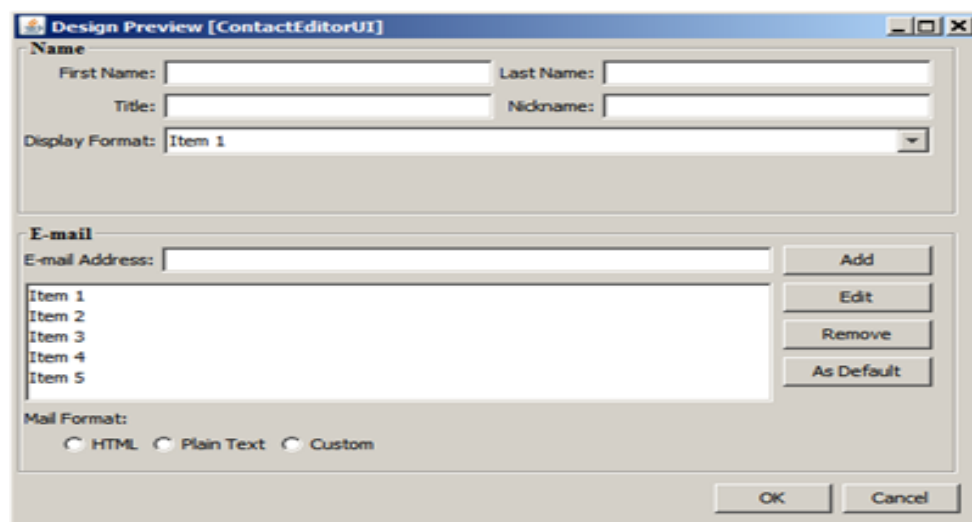 Design Preview [ContactEditorUI]
Name
First Name: Last Name:
Title: Nickname:
Display Format: Item 1
E-mail
E-mail Address: Add
Item 1
Item 2
Item 3
Item 4
Item 5
Edit
Remove
As Default
Mail Format:
HTML Plain Text Custom
OK Cancel